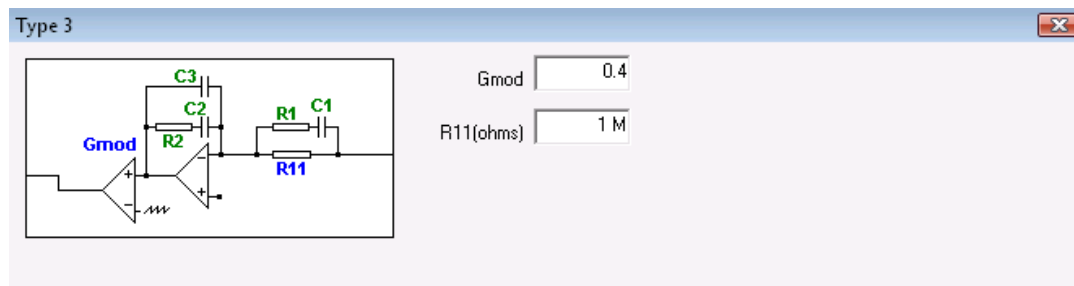 Type 3
C3
C2
R1 C1
Gmod R2
R11
Gmod 0.4
R11(ohms) 1 M